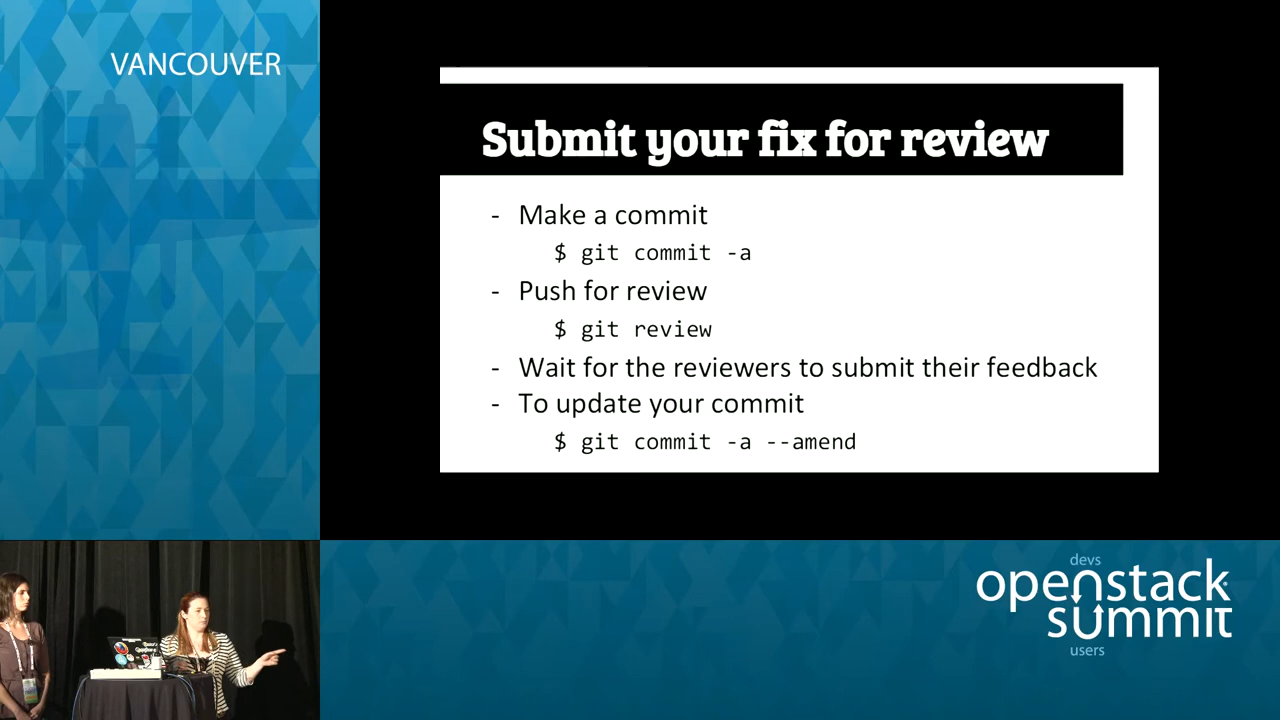 VANCOUVER
Submit your fix for review
- Make a commit
$ git commit -a
- Push for review
$ git review
- Wait for the reviewers to submit their feedback
- To update your commit
$ git commit -a --amend
devs
openstack
summit
users